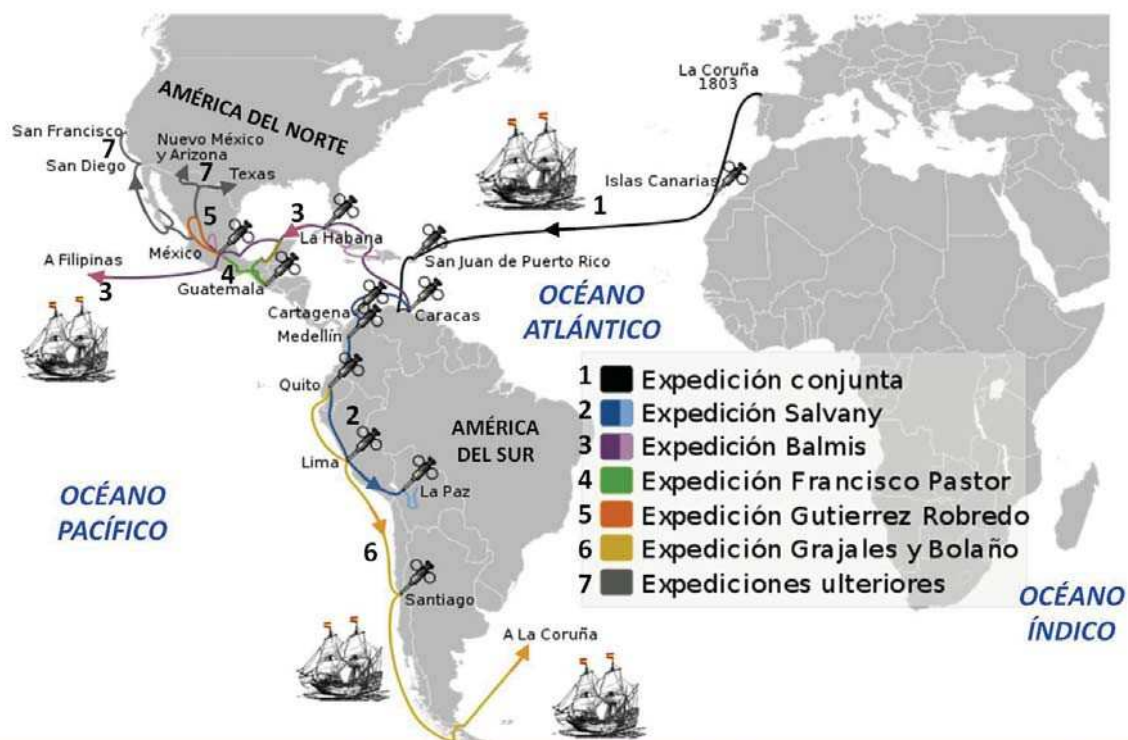 La Coruña
1803
AMÉRICA DEL NORTE
San Francisco
7
Nuevo México
y Arizona
San Diego
7
Texas
Islas Canarias
1
5
3
La Habana
México
San Juan de Puerto Rico
A Filipinas
4
3
Guatemala
OCÉANO
ATLÁNTICO
Cartagena
Caracas
Medellín
Quito
2
AMÉRICA
DEL SUR
Lima
La Paz
OCÉANO
PACÍFICO
6
Santiago
A La Coruña
1 Expedición conjunta
2 Expedición Salvany
3 Expedición Balmis
4 Expedición Francisco Pastor
5 Expedición Gutierrez Robredo
6 Expedición Grajales y Bolaño
7 Expediciones ulteriores
OCÉANO
ÍNDICO